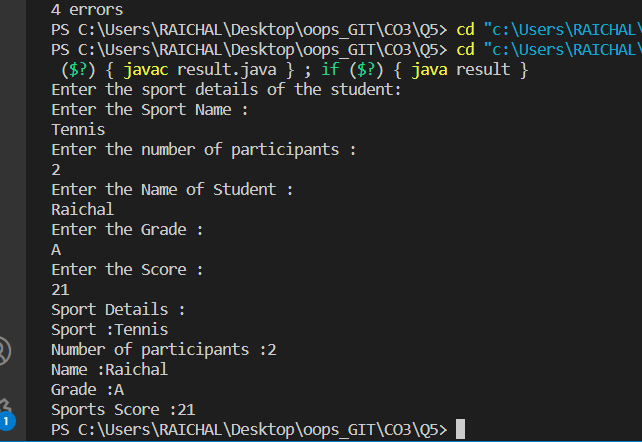 4 errors
PS C:\Users\RAICHAL\Desktop\oops_GIT\CO3\Q5> cd "c:\Users\RAICHAL\
PS C:\Users\RAICHAL\Desktop\oops_GIT\CO3\Q5> cd "c:\Users\RAICHAL\
($?) { javac result.java } ; if ($?) { java result }
Enter the sport details of the student:
Enter the Sport Name :
Tennis
Enter the number of participants :
2
Enter the Name of Student :
Raichal
Enter the Grade :
A
Enter the Score :
21
Sport Details :
Sport :Tennis
Number of participants :2
Name :Raichal
Grade :A
Sports Score :21
PS C:\Users\RAICHAL\Desktop\oops_GIT\CO3\Q5>
1